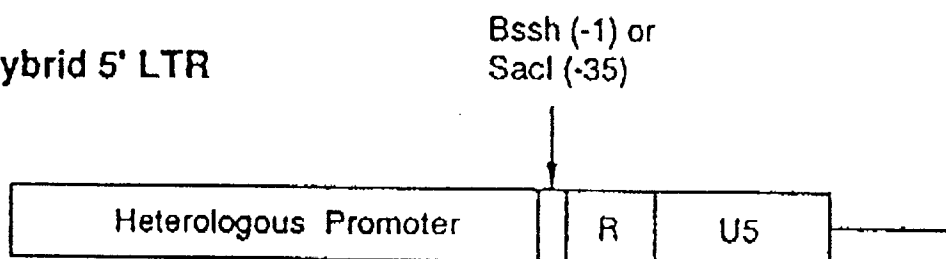 ybrid 5' LTR
Bssh (-1) or
SacI (-35)
Heterologous Promoter
R
U5